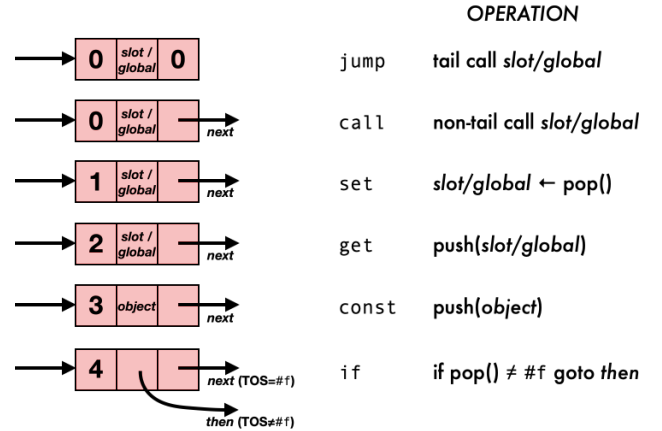 OPERATION
0 slot / global 0 jump tail call slot/global
0 slot / global next call non-tail call slot/global
1 slot / global next set slot/global ← pop()
2 slot / global next get push(slot/global)
3 object next const push(object)
4 next (TOS=#f) if if pop() ≠ #f goto then
then (TOS≠#f)